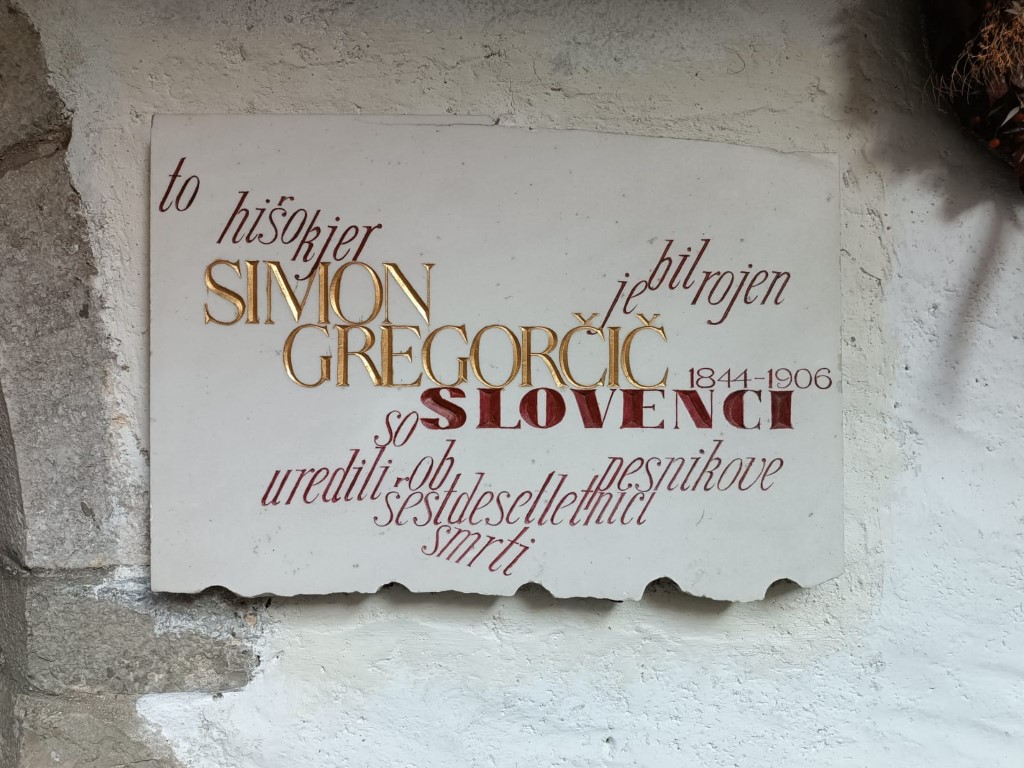 to
hišo kjer
SIMON
je bil rojen
GREGORČIČ
1844-1906
so SLOVENCI
uredili ob pesnikove
šestdesetletnici
smrti